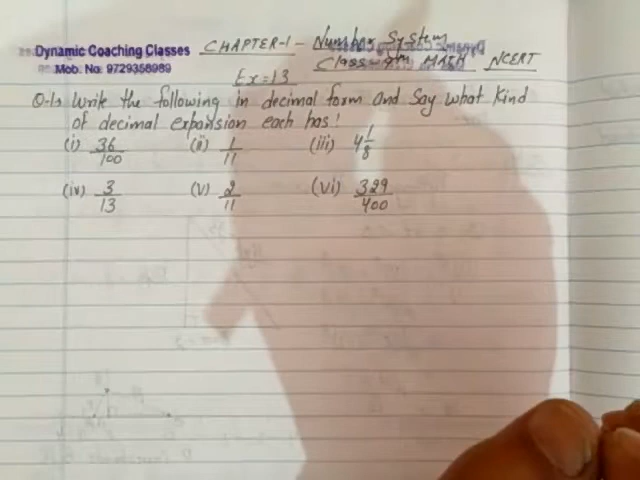 Dynamic Coaching Classes CHAPTER-1 - Number System
Mob. No. 9729358989 Class 9th MATH NCERT
Ex = 1.3
Q-1. Write the following in decimal form and Say what kind
of decimal expansion each has!
(i) 36/100 (ii) 1/11 (iii) 4 1/8
(iv) 3/13 (v) 2/11 (vi) 329/400